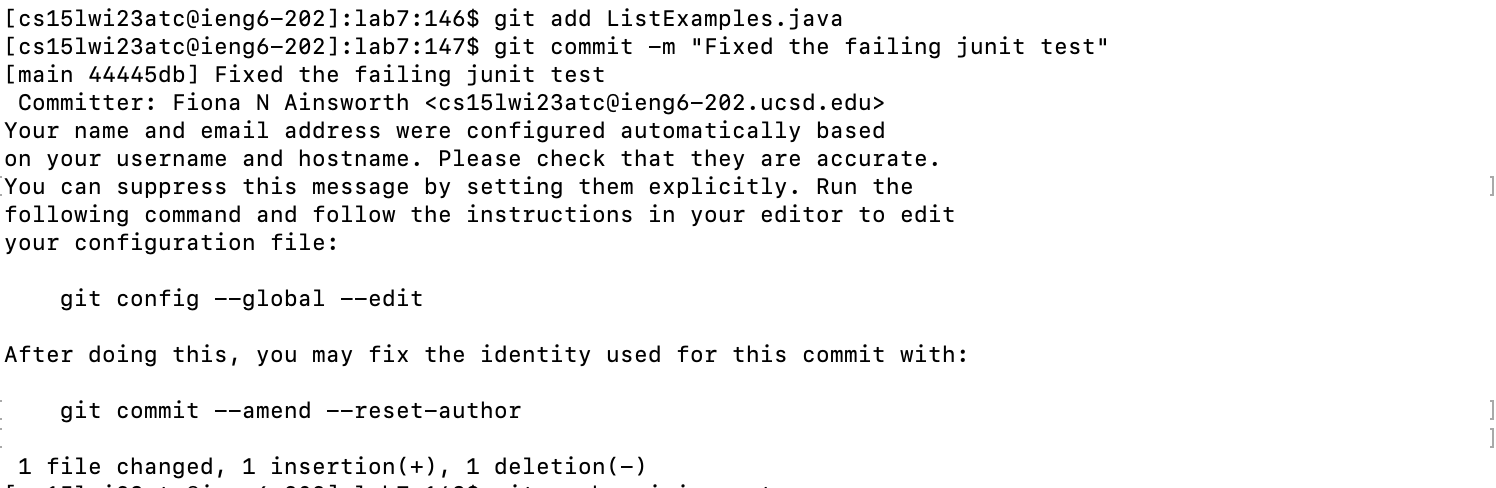 [cs15lwi23atc@ieng6-202]:lab7:146$ git add ListExamples.java
[cs15lwi23atc@ieng6-202]:lab7:147$ git commit -m "Fixed the failing junit test"
[main 44445db] Fixed the failing junit test
 Committer: Fiona N Ainsworth <cs15lwi23atc@ieng6-202.ucsd.edu>
Your name and email address were configured automatically based
on your username and hostname. Please check that they are accurate.
You can suppress this message by setting them explicitly. Run the
following command and follow the instructions in your editor to edit
your configuration file:

    git config --global --edit

After doing this, you may fix the identity used for this commit with:

    git commit --amend --reset-author

 1 file changed, 1 insertion(+), 1 deletion(-)